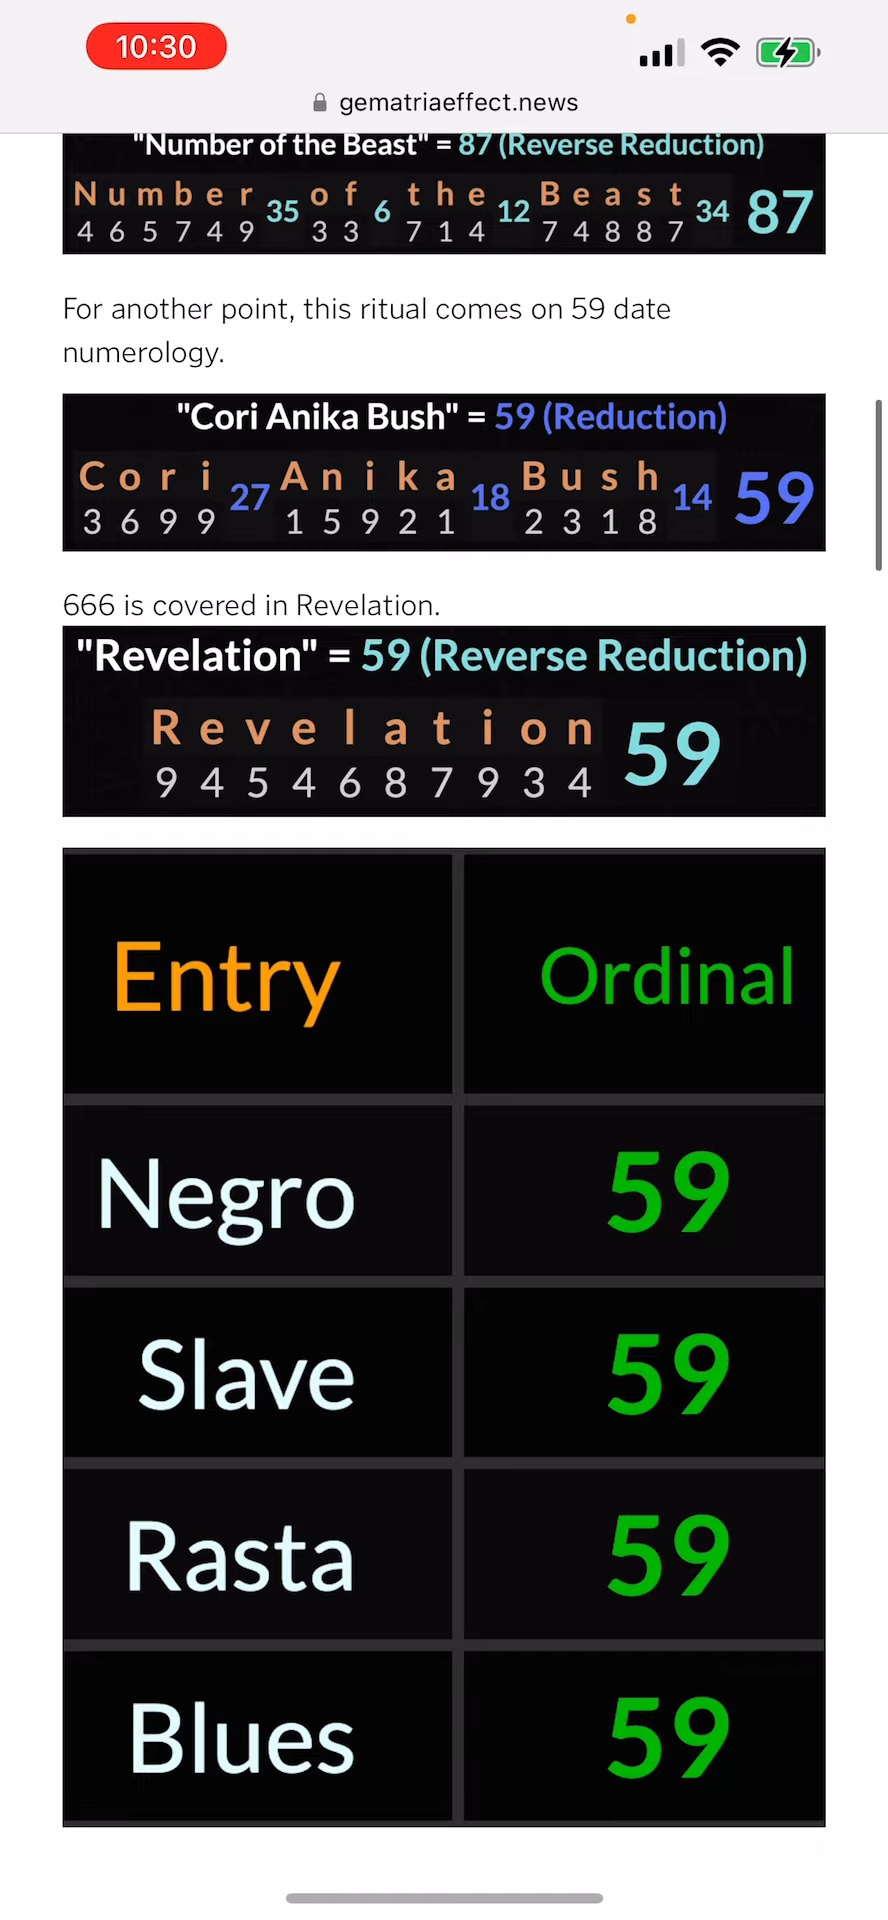 10:30
gematriaeffect.news
"Number of the Beast" = 87 (Reverse Reduction)
N u m b e r 35 o f 6 t h e 12 B e a s t 34 87
4 6 5 7 4 9 3 3 7 1 4 7 4 8 8 7
For another point, this ritual comes on 59 date
numerology.
"Cori Anika Bush" = 59 (Reduction)
C o r i 27 A n i k a 18 B u s h 14 59
3 6 9 9 1 5 9 2 1 2 3 1 8
666 is covered in Revelation.
"Revelation" = 59 (Reverse Reduction)
R e v e l a t i o n 59
9 4 5 4 6 8 7 9 3 4
Entry Ordinal
Negro 59
Slave 59
Rasta 59
Blues 59